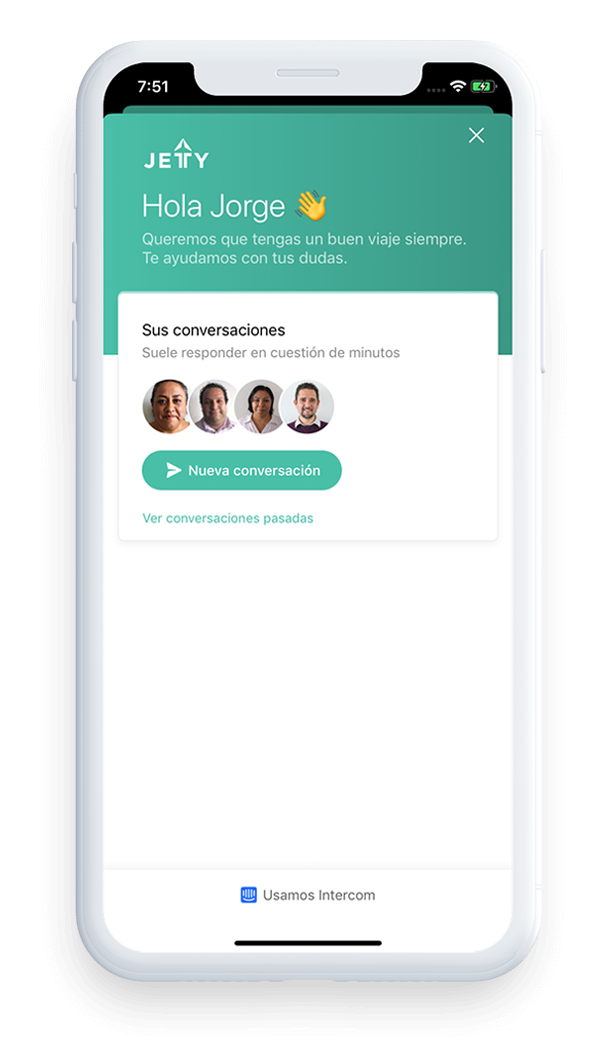 7:51
JETTY
Hola Jorge 👋
Queremos que tengas un buen viaje siempre.
Te ayudamos con tus dudas.
Sus conversaciones
Suele responder en cuestión de minutos
Nueva conversación
Ver conversaciones pasadas
Usamos Intercom